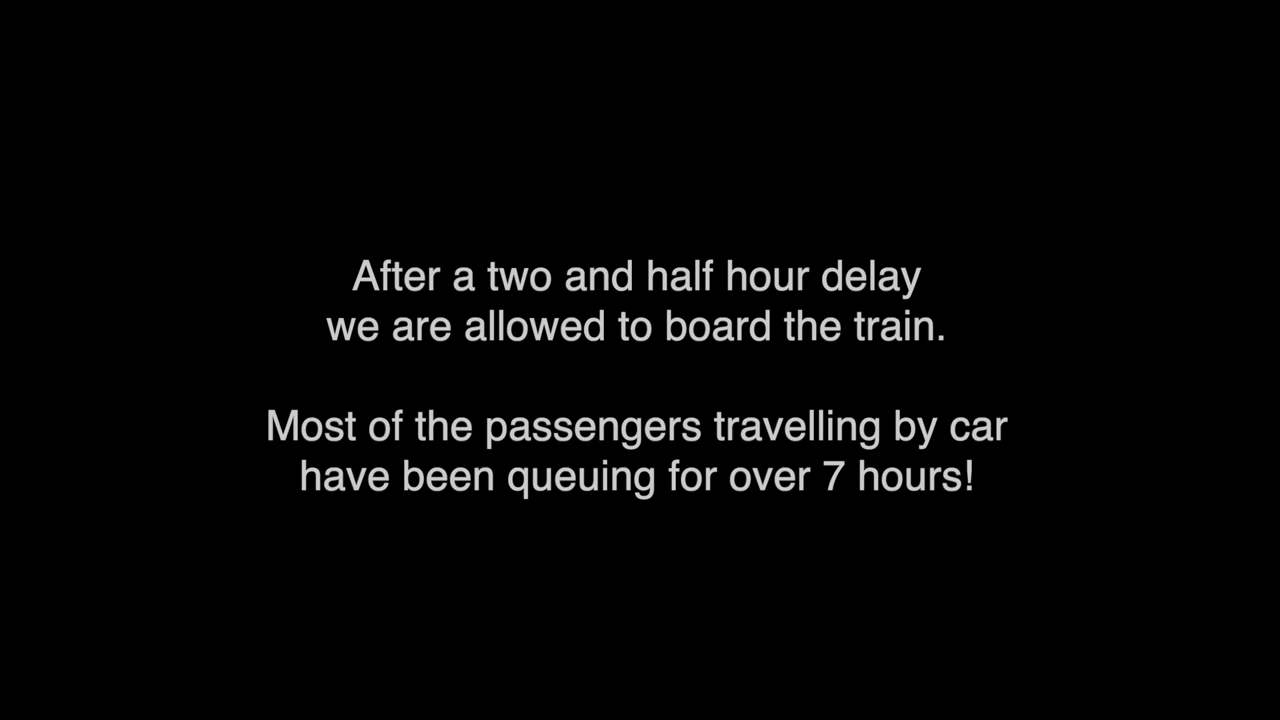 After a two and half hour delay
we are allowed to board the train.
Most of the passengers travelling by car
have been queuing for over 7 hours!